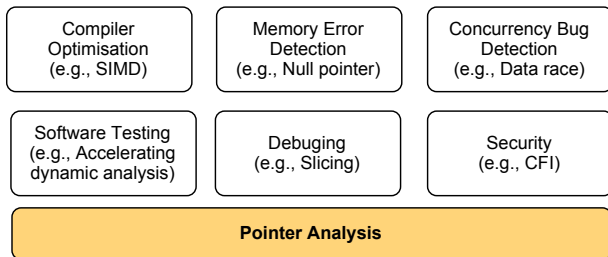 Compiler
Optimisation
(e.g., SIMD)
Memory Error
Detection
(e.g., Null pointer)
Concurrency Bug
Detection
(e.g., Data race)
Software Testing
(e.g., Accelerating
dynamic analysis)
Debuging
(e.g., Slicing)
Security
(e.g., CFI)
Pointer Analysis